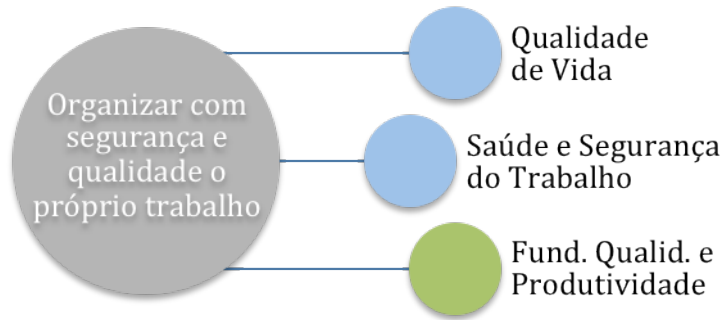 Organizar com
segurança e
qualidade o
próprio trabalho
Qualidade
de Vida
Saúde e Segurança
do Trabalho
Fund. Qualid. e
Produtividade